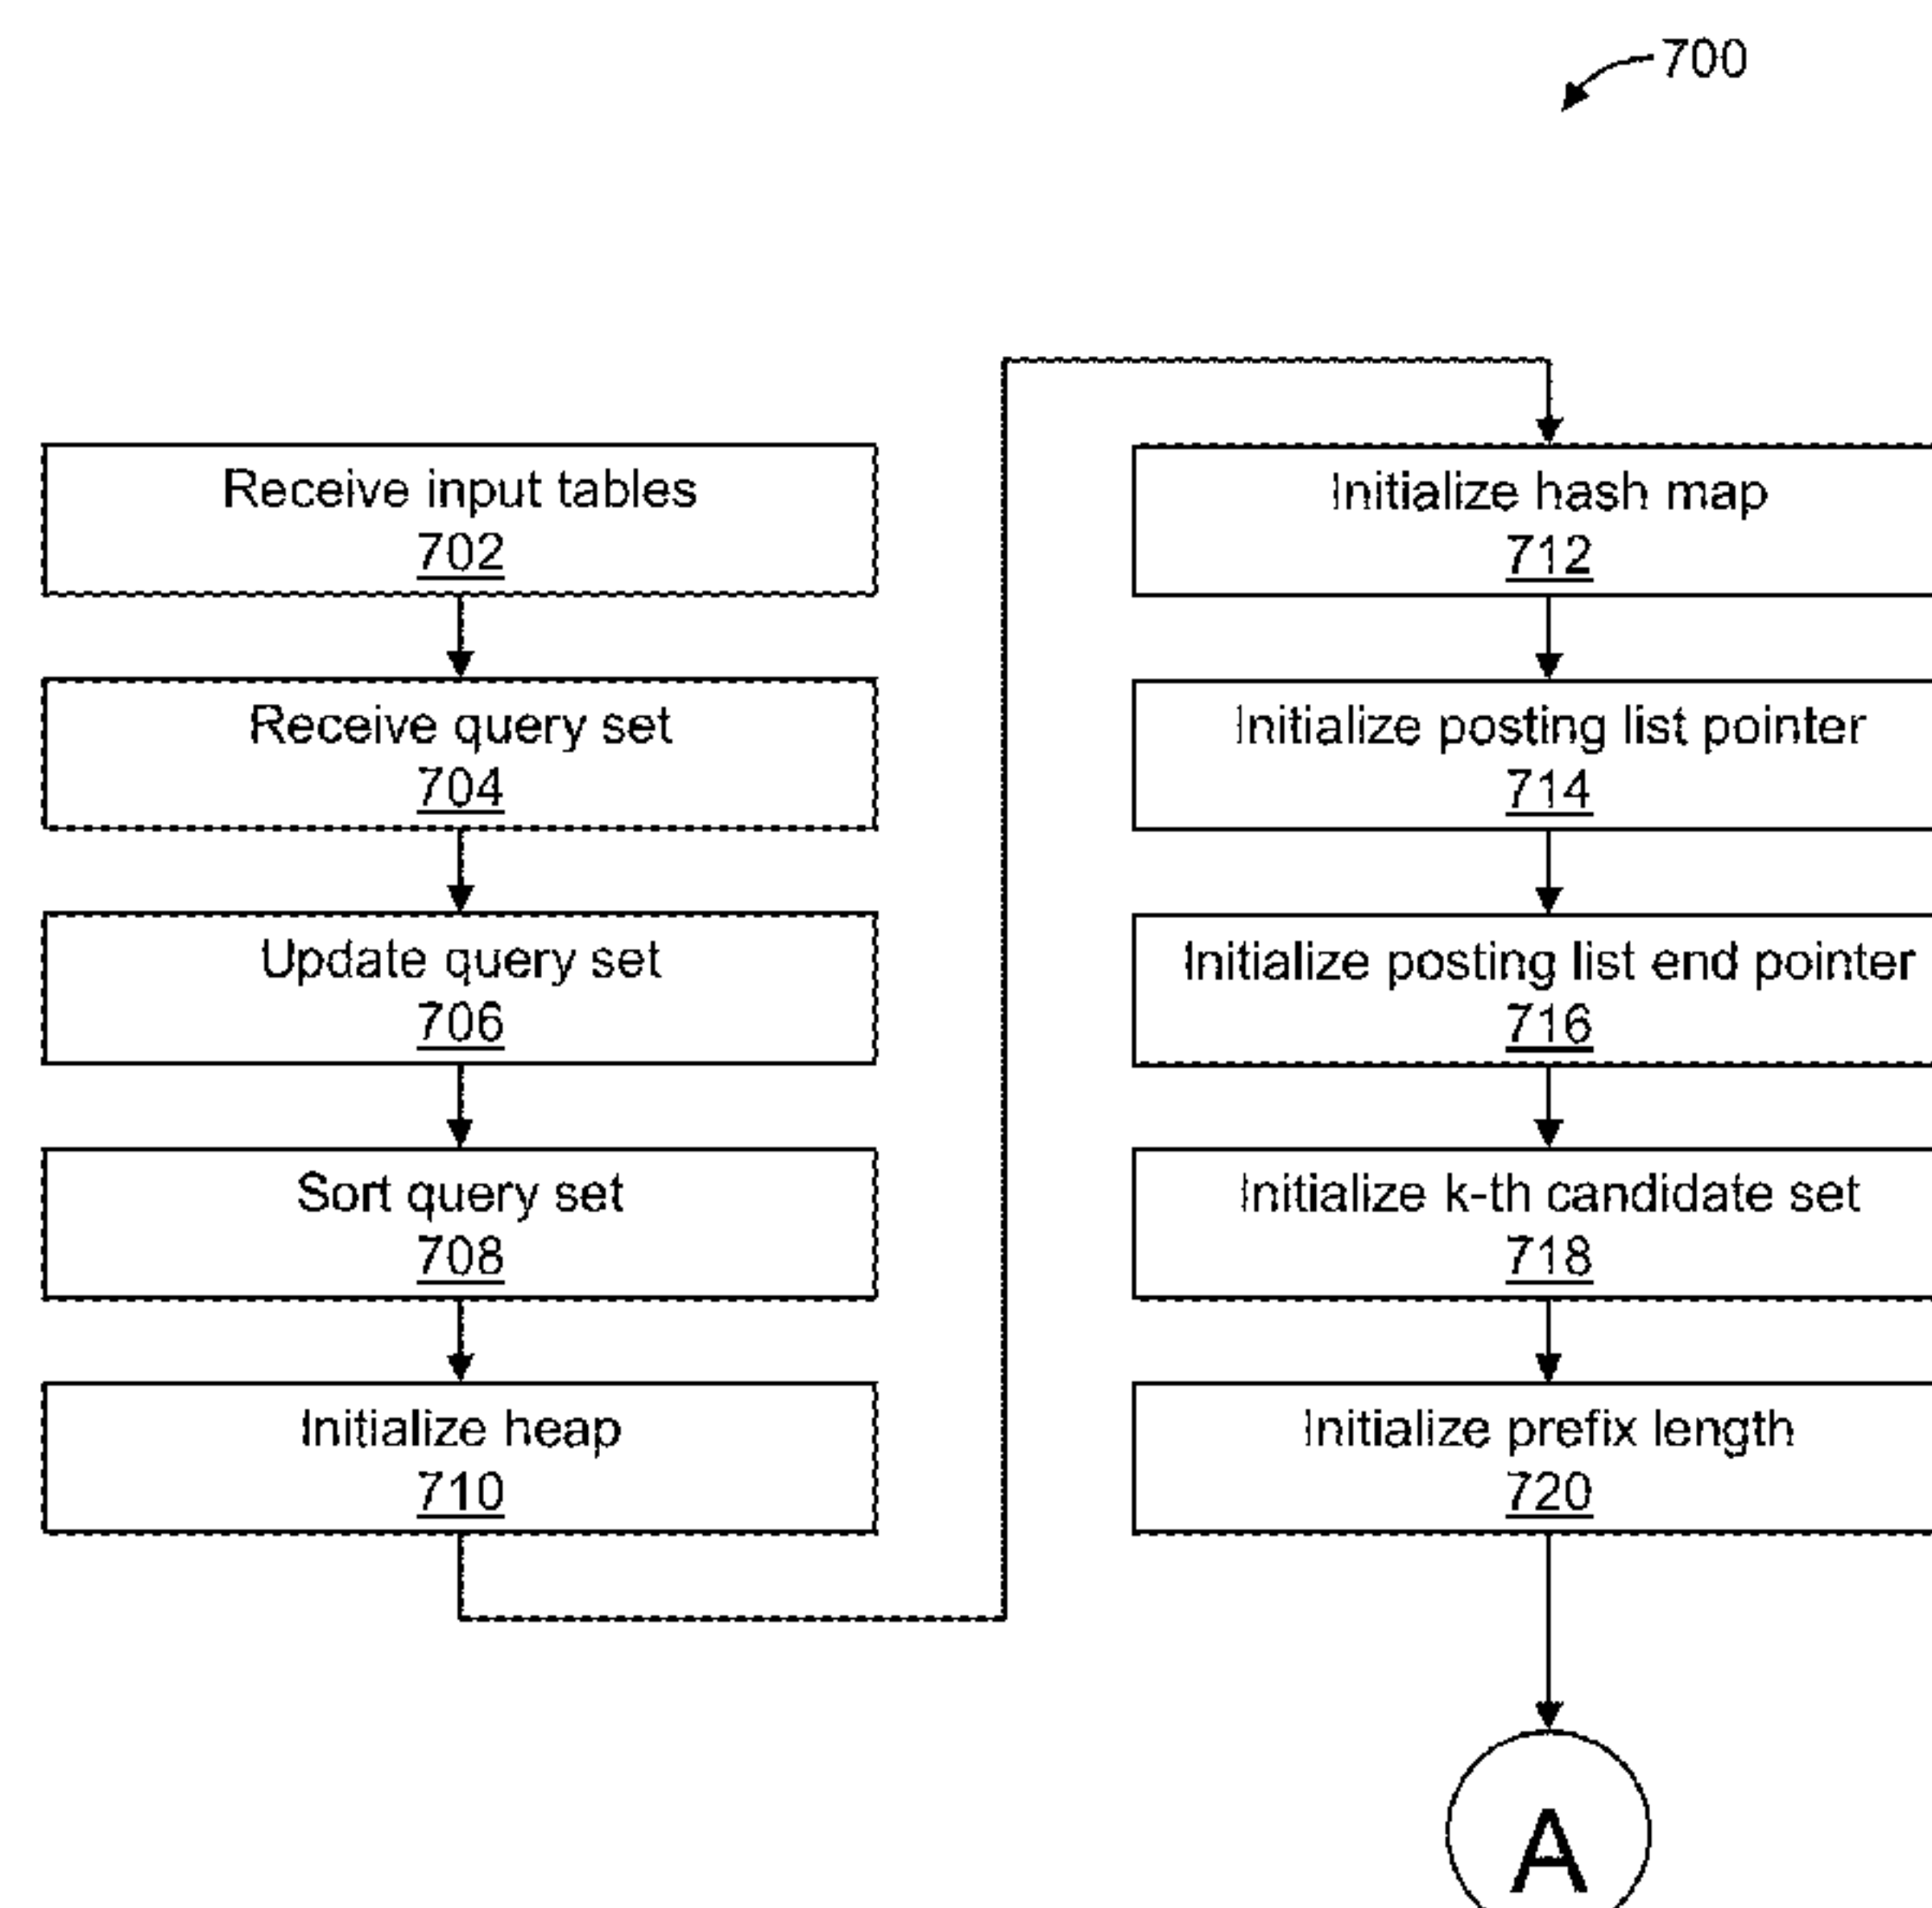 700
Receive input tables
702
Receive query set
704
Update query set
706
Sort query set
708
Initialize heap
710
Initialize hash map
712
Initialize posting list pointer
714
Initialize posting list end pointer
716
Initialize k-th candidate set
718
Initialize prefix length
720
A